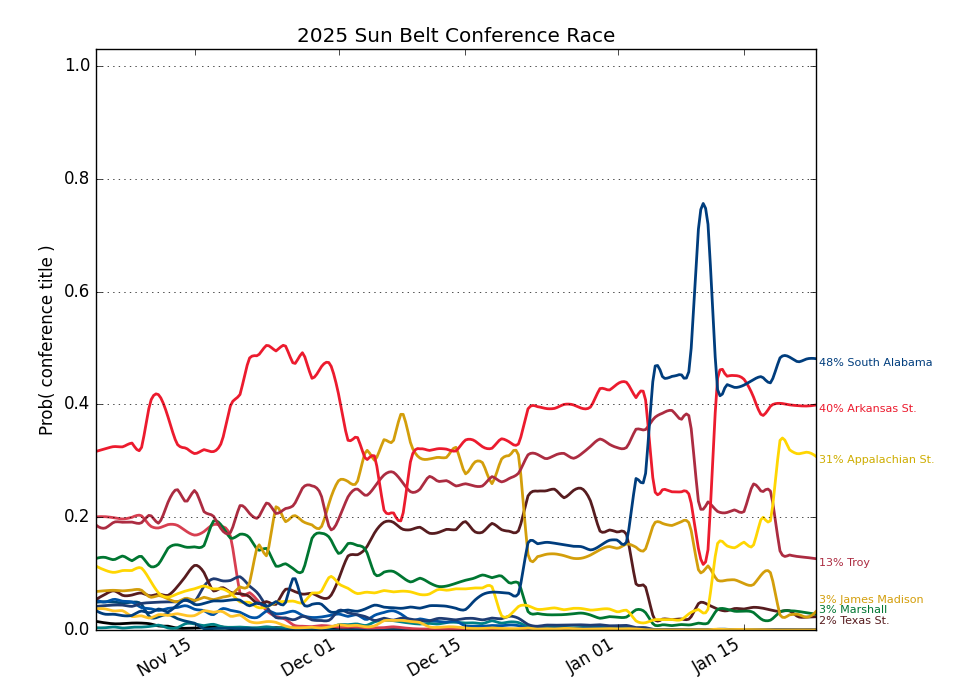 2025 Sun Belt Conference Race
Prob( conference title )
1.0
0.8
0.6
0.4
0.2
0.0
Nov 15
Dec 01
Dec 15
Jan 01
Jan 15
48% South Alabama
40% Arkansas St.
31% Appalachian St.
13% Troy
3% James Madison
3% Marshall
2% Texas St.